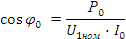 cos φ₀ = P₀ / (U₁ном · I₀)